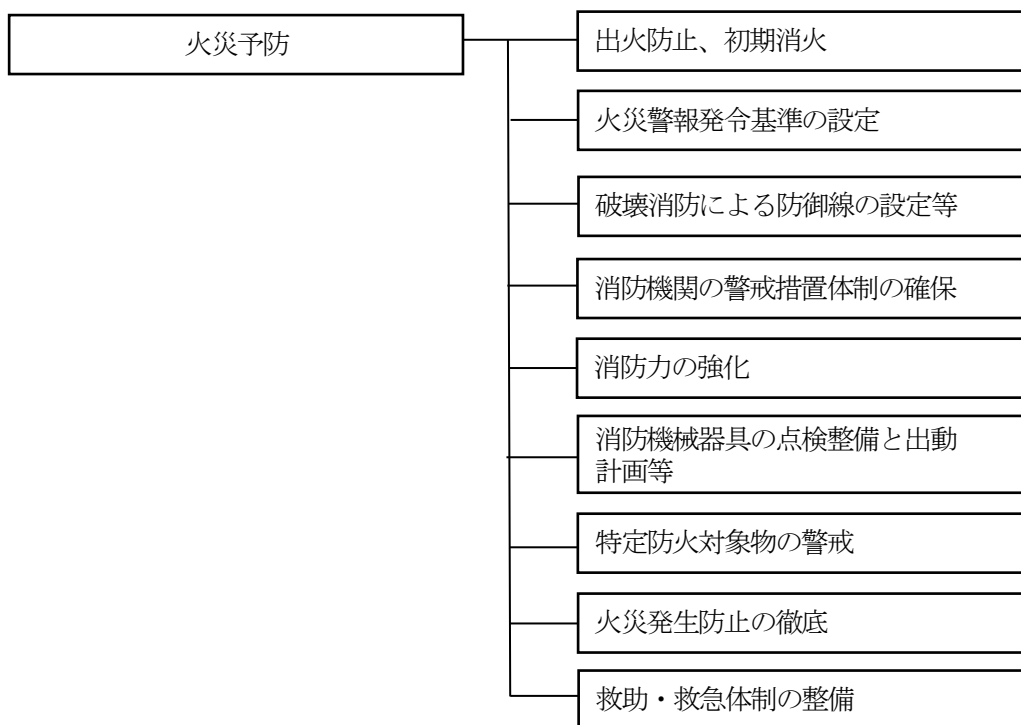 火災予防
出火防止、初期消火
火災警報発令基準の設定
破壊消防による防御線の設定等
消防機関の警戒措置体制の確保
消防力の強化
消防機械器具の点検整備と出動
計画等
特定防火対象物の警戒
火災発生防止の徹底
救助・救急体制の整備